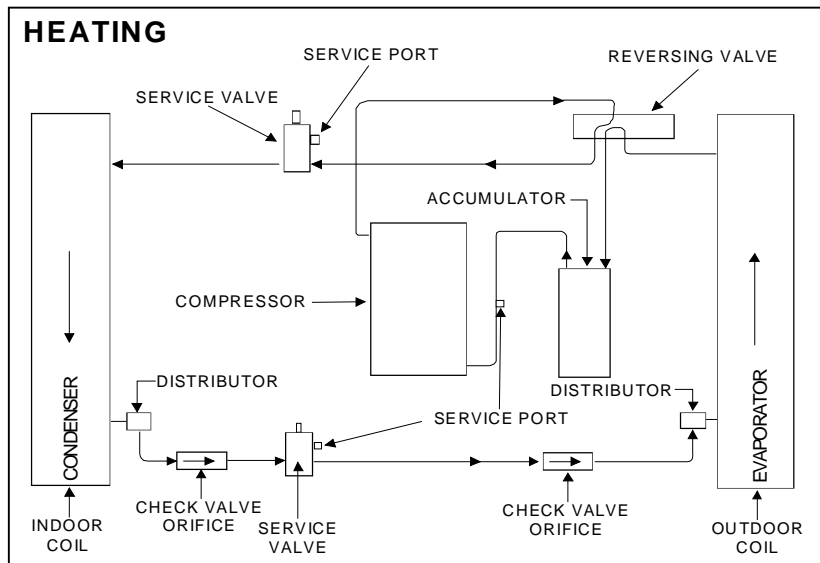 HEATING
SERVICE PORT
REVERSING VALVE
SERVICE VALVE
ACCUMULATOR
COMPRESSOR
DISTRIBUTOR
DISTRIBUTOR
CONDENSER
EVAPORATOR
SERVICE PORT
INDOOR
COIL
CHECK VALVE
ORIFICE
SERVICE
VALVE
CHECK VALVE
ORIFICE
OUTDOOR
COIL